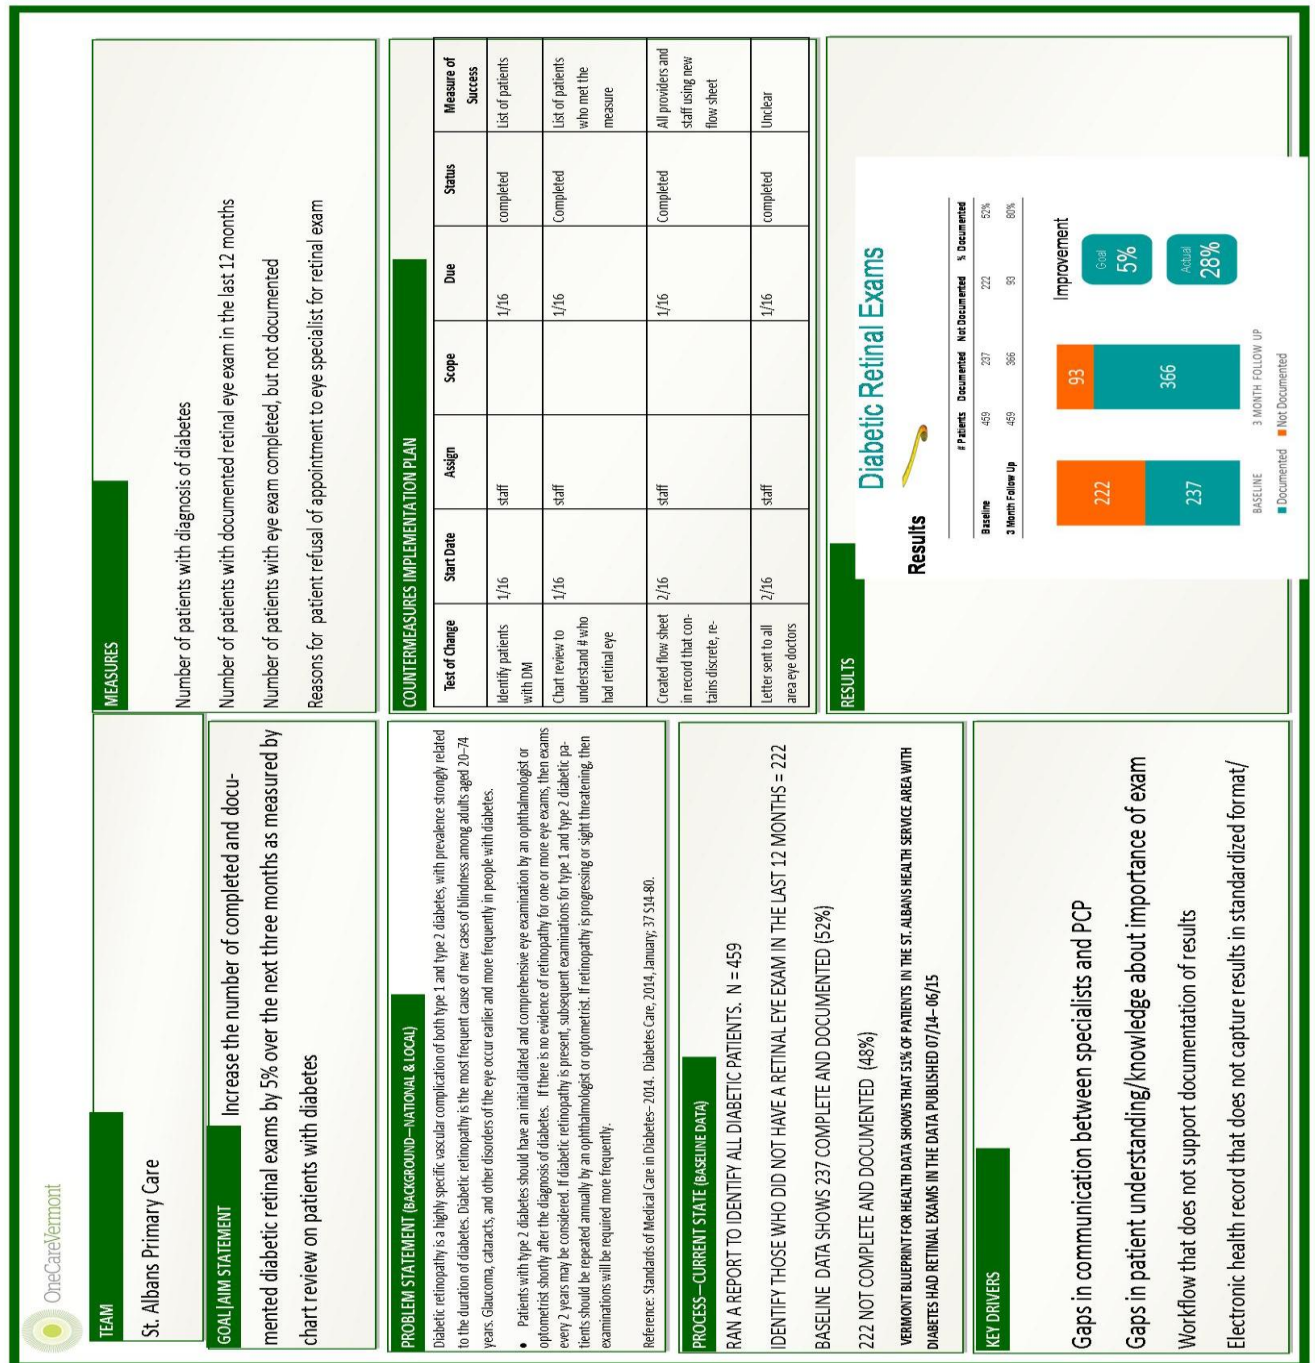 OneCareVermont
TEAM
St. Albans Primary Care
GOAL|AIM STATEMENT
Increase the number of completed and docu-
mented diabetic retinal exams by 5% over the next three months as measured by
chart review on patients with diabetes
PROBLEM STATEMENT (BACKGROUND—NATIONAL & LOCAL)
Diabetic retinopathy is a highly specific vascular complication of both type 1 and type 2 diabetes, with prevalence strongly related
to the duration of diabetes. Diabetic retinopathy is the most frequent cause of new cases of blindness among adults aged 20–74
years. Glaucoma, cataracts, and other disorders of the eye occur earlier and more frequently in people with diabetes.
• Patients with type 2 diabetes should have an initial dilated and comprehensive eye examination by an ophthalmologist or
optometrist shortly after the diagnosis of diabetes. If there is no evidence of retinopathy for one or more eye exams, then exams
every 2 years may be considered. If diabetic retinopathy is present, subsequent examinations for type 1 and type 2 diabetic pa-
tients should be repeated annually by an ophthalmologist or optometrist. If retinopathy is progressing or sight threatening, then
examinations will be required more frequently.
Reference: Standards of Medical Care in Diabetes—2014. Diabetes Care, 2014, January; 37 S14-80.
PROCESS—CURRENT STATE (BASELINE DATA)
RAN A REPORT TO IDENTIFY ALL DIABETIC PATIENTS. N = 459
IDENTIFY THOSE WHO DID NOT HAVE A RETINAL EYE EXAM IN THE LAST 12 MONTHS = 222
BASELINE DATA SHOWS 237 COMPLETE AND DOCUMENTED (52%)
222 NOT COMPLETE AND DOCUMENTED (48%)
VERMONT BLUEPRINT FOR HEALTH DATA SHOWS THAT 51% OF PATIENTS IN THE ST. ALBANS HEALTH SERVICE AREA WITH
DIABETES HAD RETINAL EXAMS IN THE DATA PUBLISHED 07/14–06/15
KEY DRIVERS
Gaps in communication between specialists and PCP
Gaps in patient understanding/knowledge about importance of exam
Workflow that does not support documentation of results
Electronic health record that does not capture results in standardized format/
MEASURES
Number of patients with diagnosis of diabetes
Number of patients with documented retinal eye exam in the last 12 months
Number of patients with eye exam completed, but not documented
Reasons for patient refusal of appointment to eye specialist for retinal exam
COUNTERMEASURES IMPLEMENTATION PLAN
Test of Change Start Date Assign Scope Due Status Measure of
Success
Identify patients 1/16 staff 1/16 completed List of patients
with DM
Chart review to 1/16 staff 1/16 Completed List of patients
understand # who who met the
had retinal eye measure
Created flow sheet 2/16 staff 1/16 Completed All providers and
in record that con- staff using new
tains discrete, re- flow sheet
Letter sent to all 2/16 staff 1/16 completed Unclear
area eye doctors
RESULTS
Diabetic Retinal Exams
Results
# Patients Documented Not Documented % Documented
Baseline 459 237 222 52%
3 Month Follow Up 459 366 93 80%
Improvement
222 93 Goal
5%
237 366 Actual
28%
BASELINE 3 MONTH FOLLOW UP
Documented Not Documented